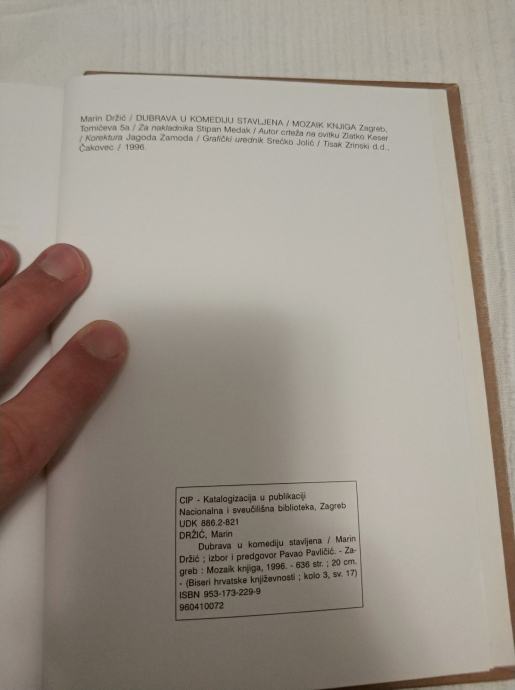 Marin Držić / DUBRAVA U KOMEDIJU STAVLJENA / MOZAIK KNJIGA Zagreb,
Tomićeva 5a / Za nakladnika Stipan Medak / Autor crteža na ovitku Zlatko Keser
/ Korektura Jagoda Zamoda / Grafički urednik Srećko Jolić / Tisak Zrinski d.d.,
Čakovec / 1996.
CIP - Katalogizacija u publikaciji
Nacionalna i sveučilišna biblioteka, Zagreb
UDK 886.2-821
DRŽIĆ, Marin
Dubrava u komediju stavljena / Marin
Držić ; izbor i predgovor Pavao Pavličić. - Za-
greb : Mozaik knjiga, 1996. - 636 str. ; 20 cm.
- (Biseri hrvatske književnosti ; kolo 3, sv. 17)
ISBN 953-173-229-9
960410072